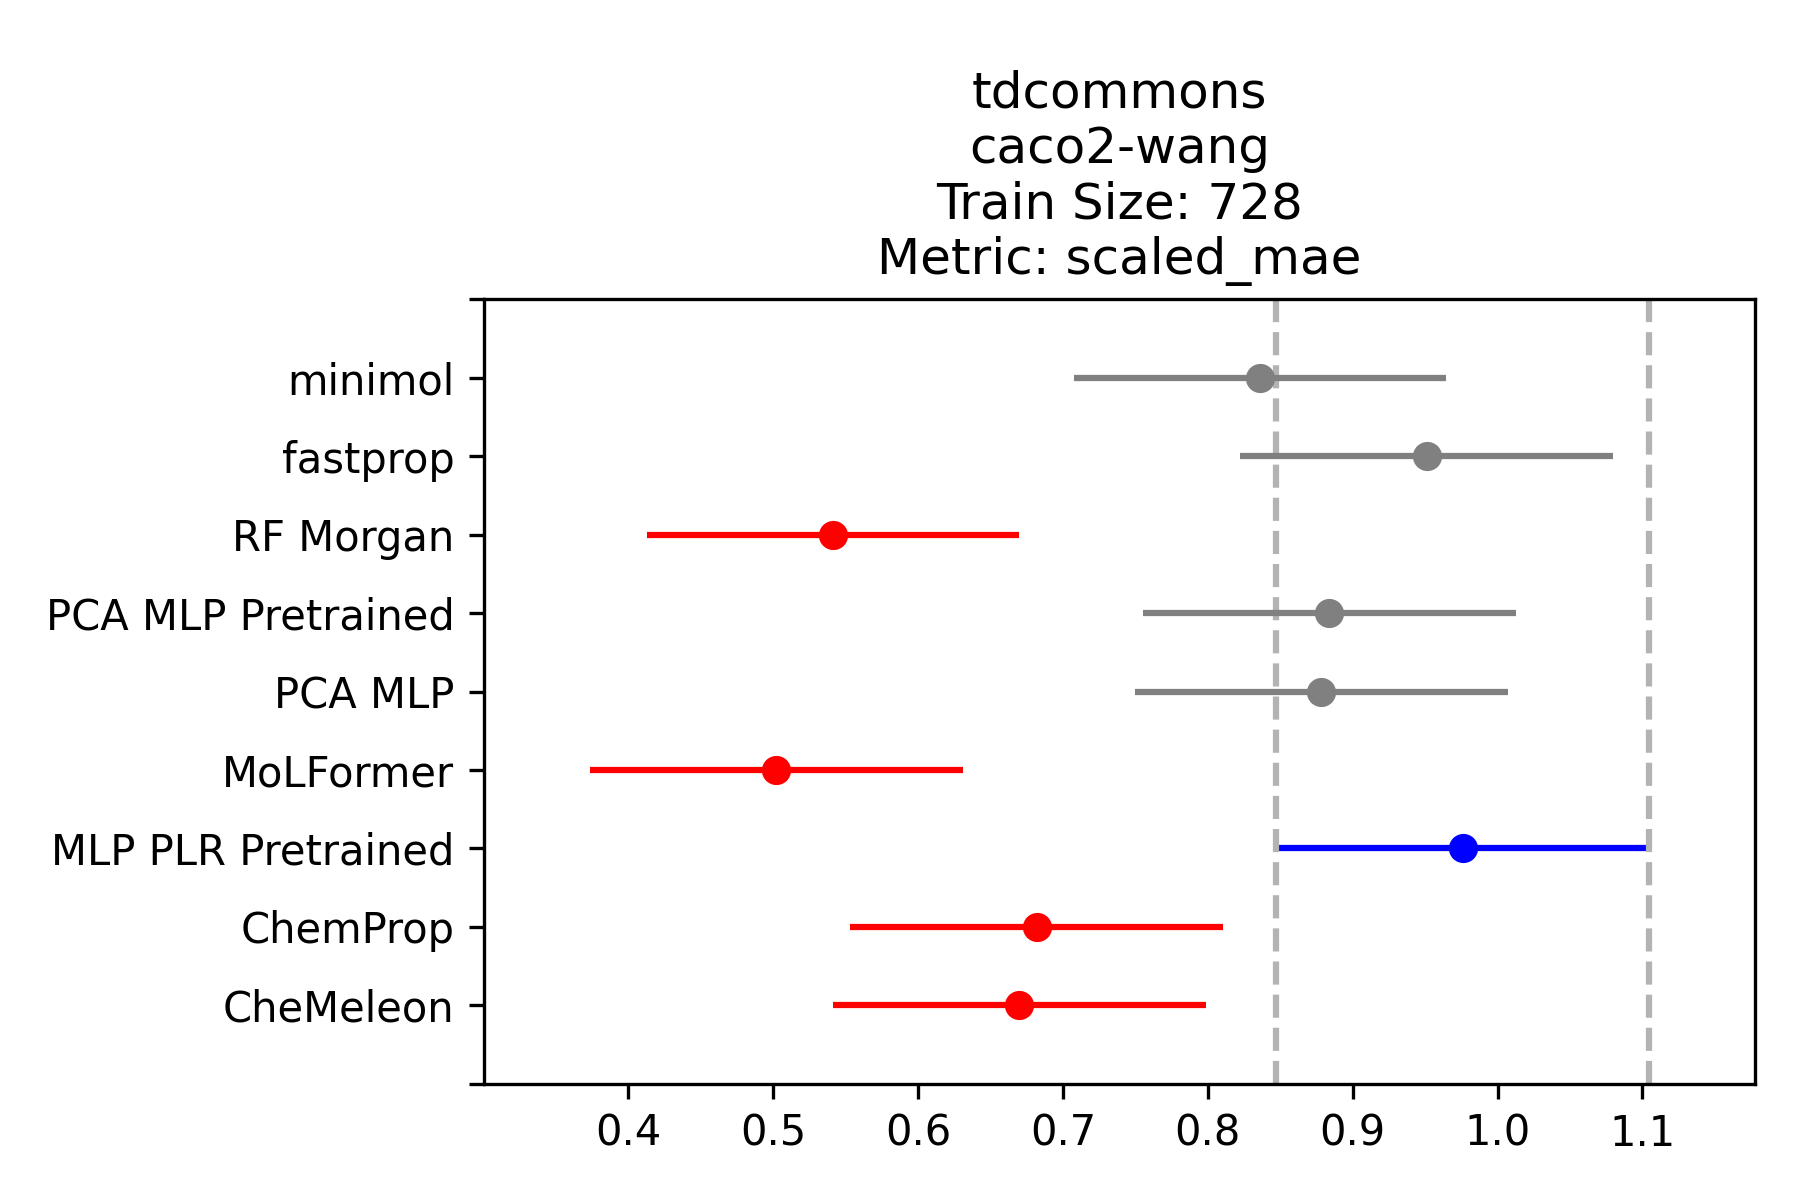 tdcommons
caco2-wang
Train Size: 728
Metric: scaled_mae
minimol
fastprop
RF Morgan
PCA MLP Pretrained
PCA MLP
MoLFormer
MLP PLR Pretrained
ChemProp
CheMeleon
0.4 0.5 0.6 0.7 0.8 0.9 1.0 1.1